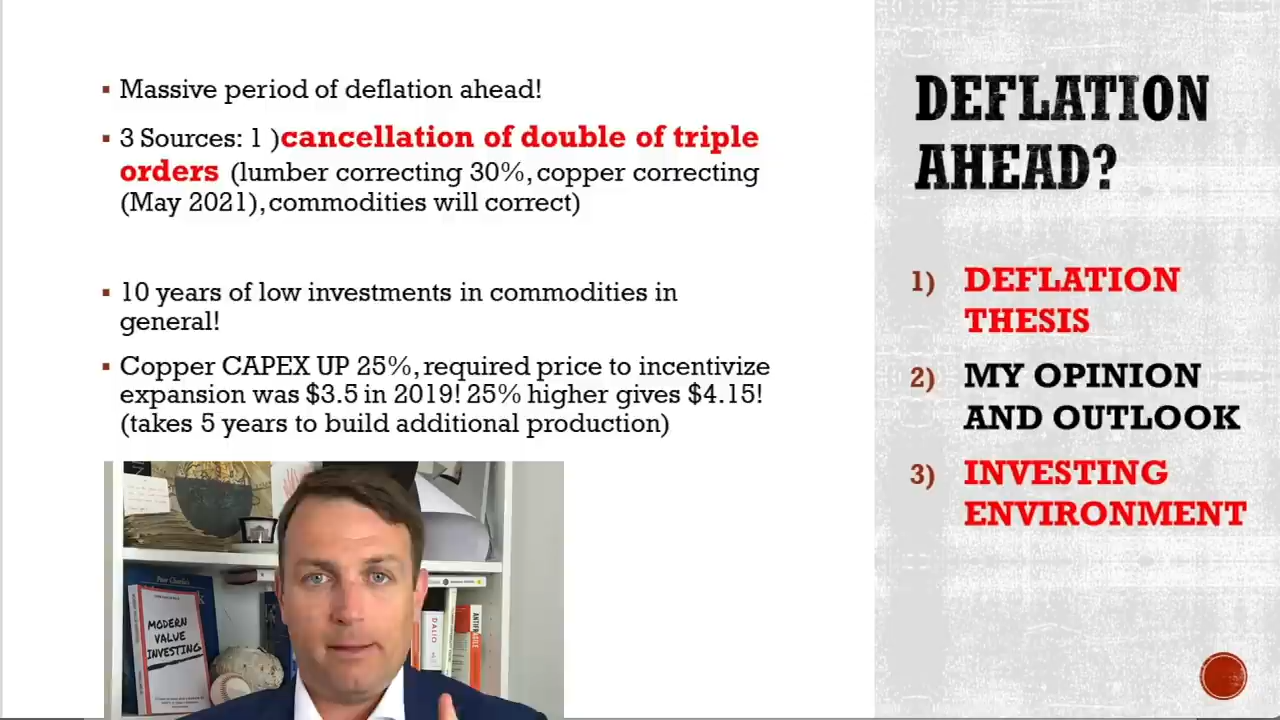 ▪ Massive period of deflation ahead!
▪ 3 Sources: 1 )cancellation of double of triple
orders (lumber correcting 30%, copper correcting
(May 2021), commodities will correct)
▪ 10 years of low investments in commodities in
general!
▪ Copper CAPEX UP 25%, required price to incentivize
expansion was $3.5 in 2019! 25% higher gives $4.15!
(takes 5 years to build additional production)
DEFLATION
AHEAD?
1) DEFLATION
THESIS
2) MY OPINION
AND OUTLOOK
3) INVESTING
ENVIRONMENT
MODERN
VALUE
INVESTING
DALIO
ANTIFRAGILE